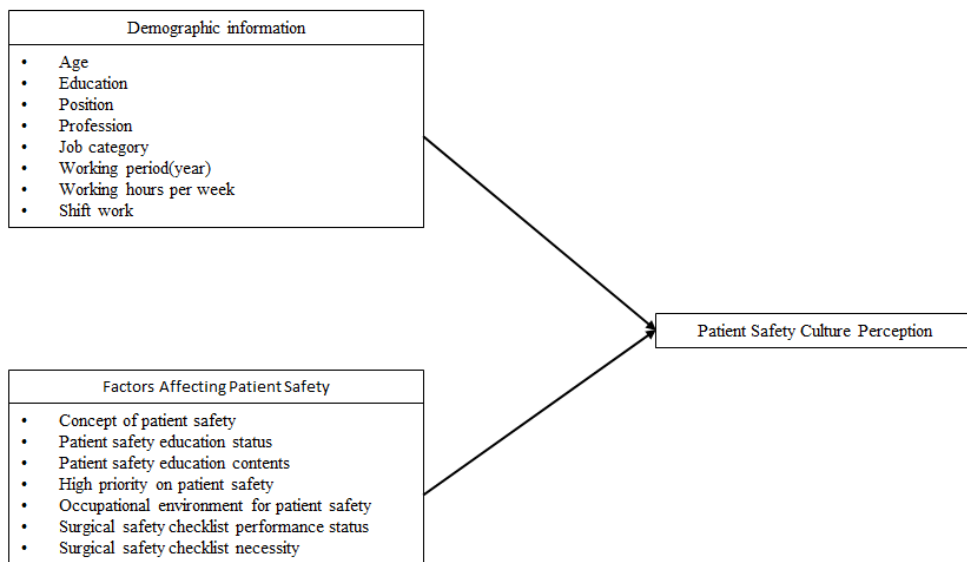 Demographic information
• Age
• Education
• Position
• Profession
• Job category
• Working period(year)
• Working hours per week
• Shift work
Patient Safety Culture Perception
Factors Affecting Patient Safety
• Concept of patient safety
• Patient safety education status
• Patient safety education contents
• High priority on patient safety
• Occupational environment for patient safety
• Surgical safety checklist performance status
• Surgical safety checklist necessity